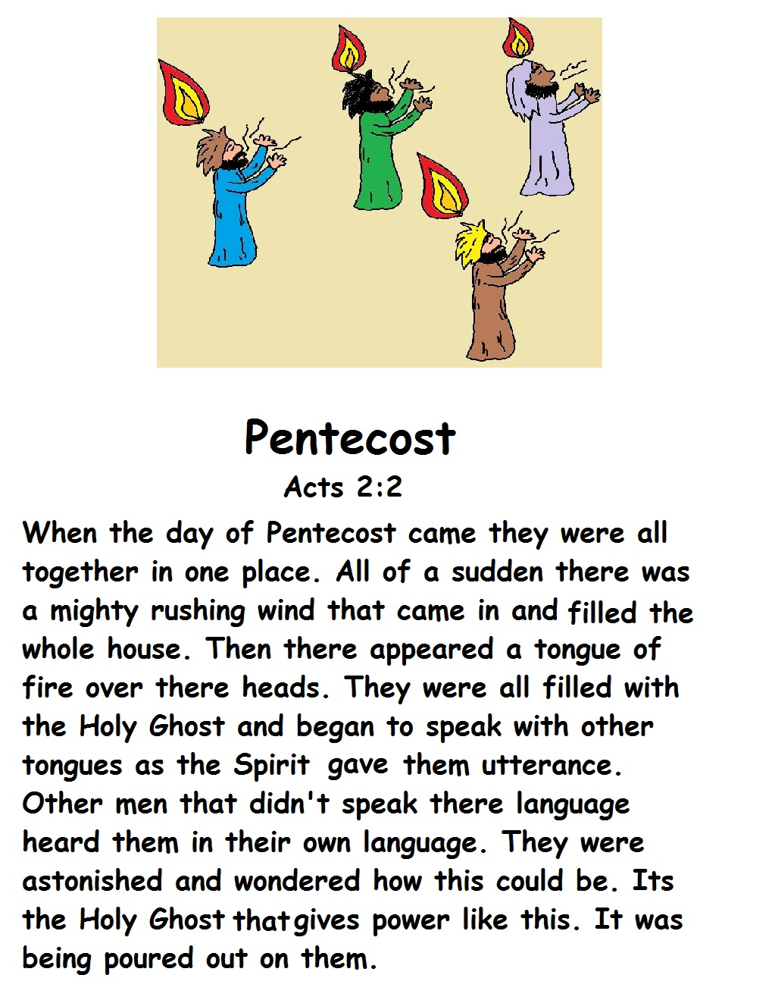 Pentecost
Acts 2:2
When the day of Pentecost came they were all
together in one place. All of a sudden there was
a mighty rushing wind that came in and filled the
whole house. Then there appeared a tongue of
fire over there heads. They were all filled with
the Holy Ghost and began to speak with other
tongues as the Spirit gave them utterance.
Other men that didn't speak there language
heard them in their own language. They were
astonished and wondered how this could be. Its
the Holy Ghost that gives power like this. It was
being poured out on them.